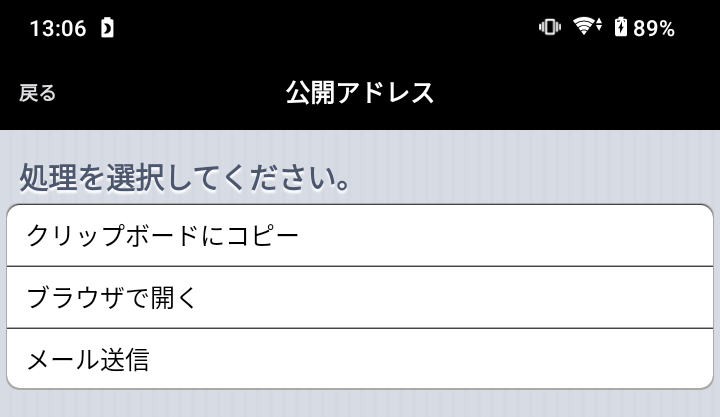 13:06 89%
戻る 公開アドレス
処理を選択してください。
クリップボードにコピー
ブラウザで開く
メール送信